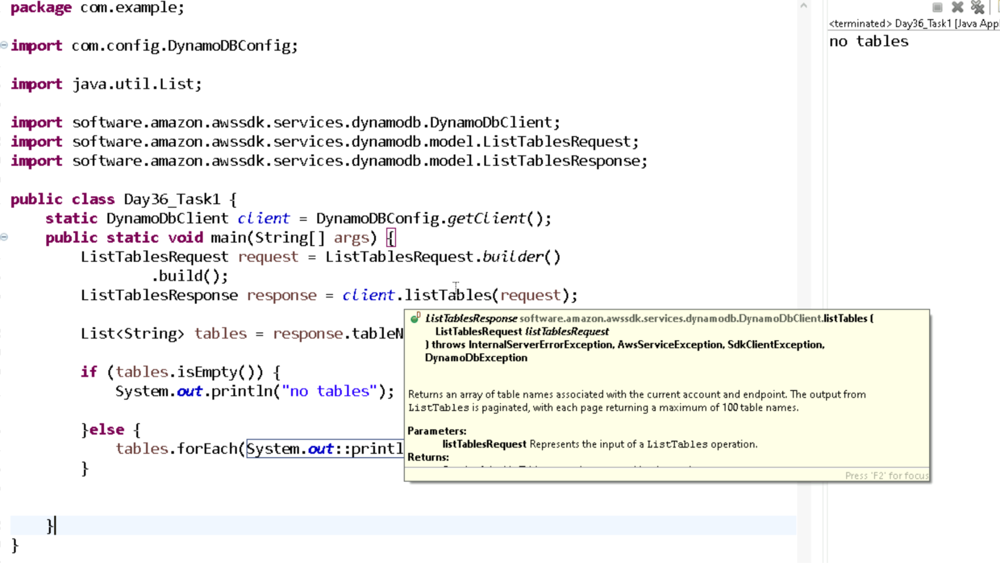 package com.example;
import com.config.DynamoDBConfig;
import java.util.List;
import software.amazon.awssdk.services.dynamodb.DynamoDbClient;
import software.amazon.awssdk.services.dynamodb.model.ListTablesRequest;
import software.amazon.awssdk.services.dynamodb.model.ListTablesResponse;
public class Day36_Task1 {
static DynamoDbClient client = DynamoDBConfig.getClient();
public static void main(String[] args) {
ListTablesRequest request = ListTablesRequest.builder()
.build();
ListTablesResponse response = client.listTables(request);
List<String> tables = response.tableN
if (tables.isEmpty()) {
System.out.println("no tables");
}else {
tables.forEach(System.out::printl
}
}
}
ListTablesResponse software.amazon.awssdk.services.dynamodb.DynamoDbClient.listTables (
ListTablesRequest listTablesRequest
) throws InternalServerErrorException, AwsServiceException, SdkClientException,
DynamoDbException
Returns an array of table names associated with the current account and endpoint. The output from
ListTables is paginated, with each page returning a maximum of 100 table names.
Parameters:
listTablesRequest Represents the input of a ListTables operation.
Returns:
Press 'F2' for focus
<terminated> Day36_Task1 [Java Appl
no tables